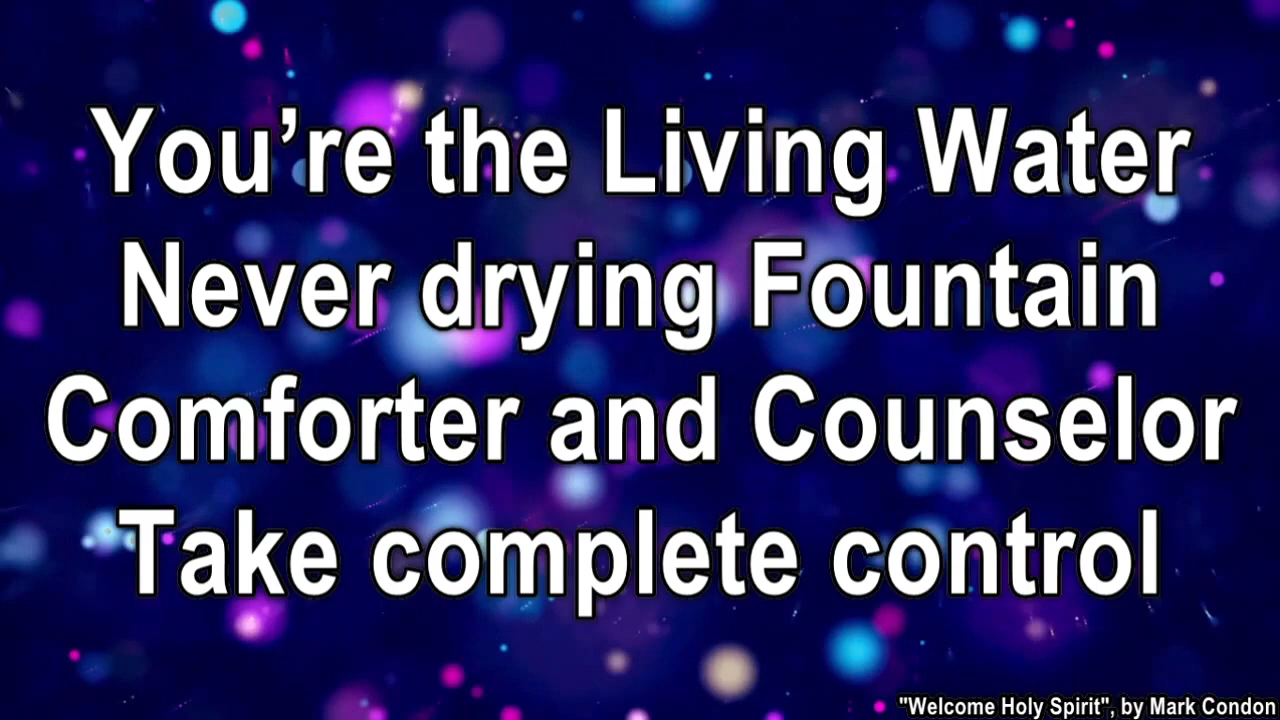 You’re the Living Water
Never drying Fountain
Comforter and Counselor
Take complete control
"Welcome Holy Spirit", by Mark Condon